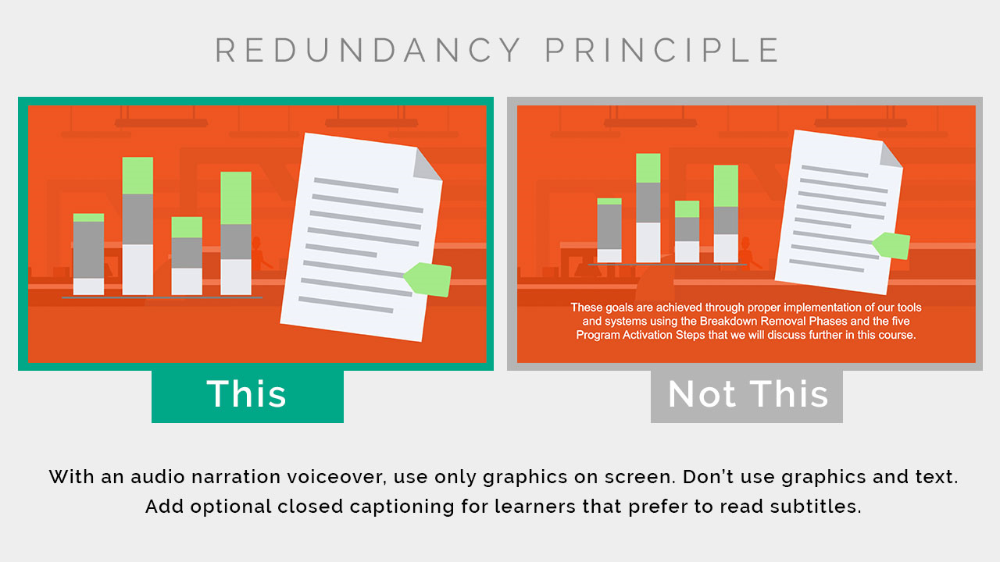 REDUNDANCY PRINCIPLE
These goals are achieved through proper implementation of our tools
and systems using the Breakdown Removal Phases and the five
Program Activation Steps that we will discuss further in this course.
This
Not This
With an audio narration voiceover, use only graphics on screen. Don’t use graphics and text.
Add optional closed captioning for learners that prefer to read subtitles.